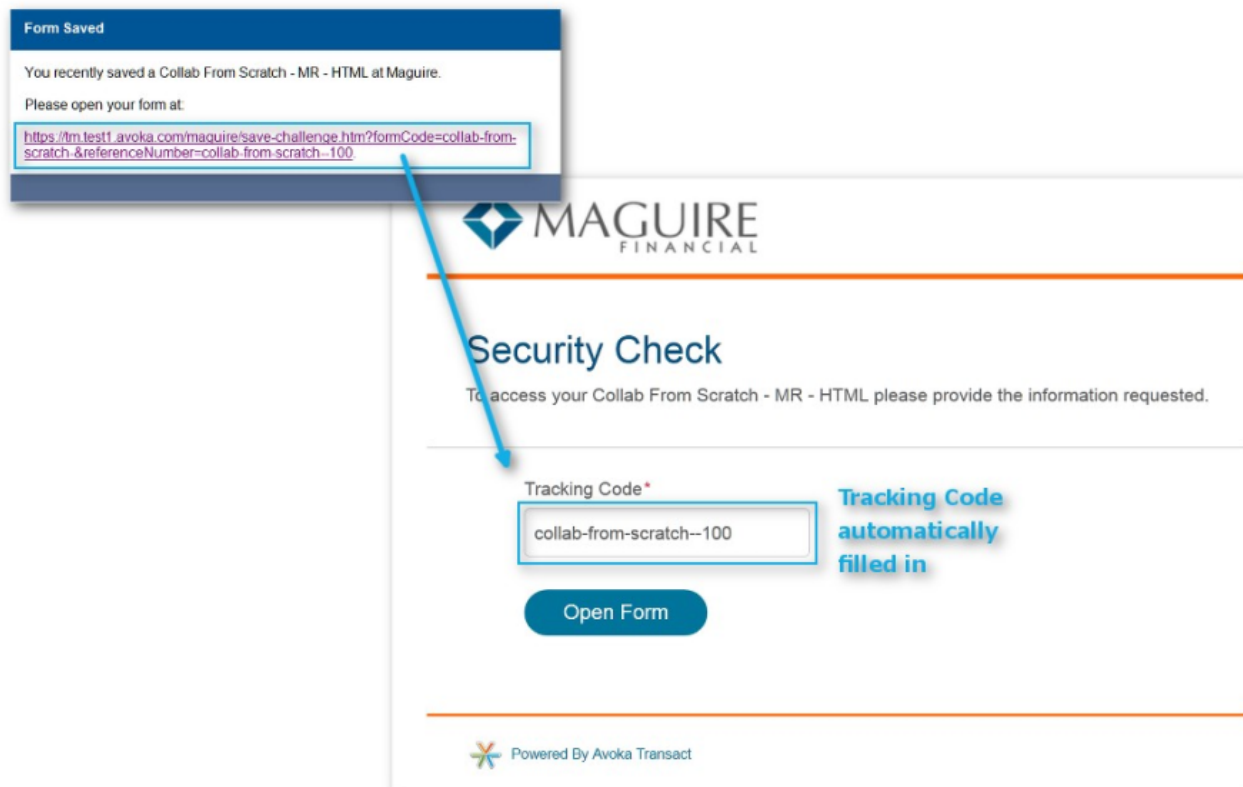 Form Saved
You recently saved a Collab From Scratch - MR - HTML at Maguire.
Please open your form at:
https://tm.test1.avoka.com/maguire/save-challenge.htm?formCode=collab-from-
scratch-&referenceNumber=collab-from-scratch--100.
MAGUIRE
FINANCIAL
Security Check
To access your Collab From Scratch - MR - HTML please provide the information requested.
Tracking Code*
collab-from-scratch--100
Tracking Code
automatically
filled in
Open Form
Powered By Avoka Transact